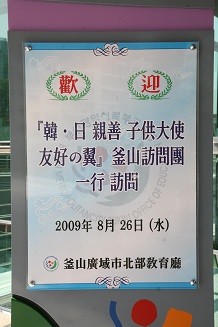 歡 迎
『韓・日 親善 子供大使
友好の翼』 釜山訪問團
一行 訪問
2009年 8月 26日 (水)
釜山廣域市北部敎育廳